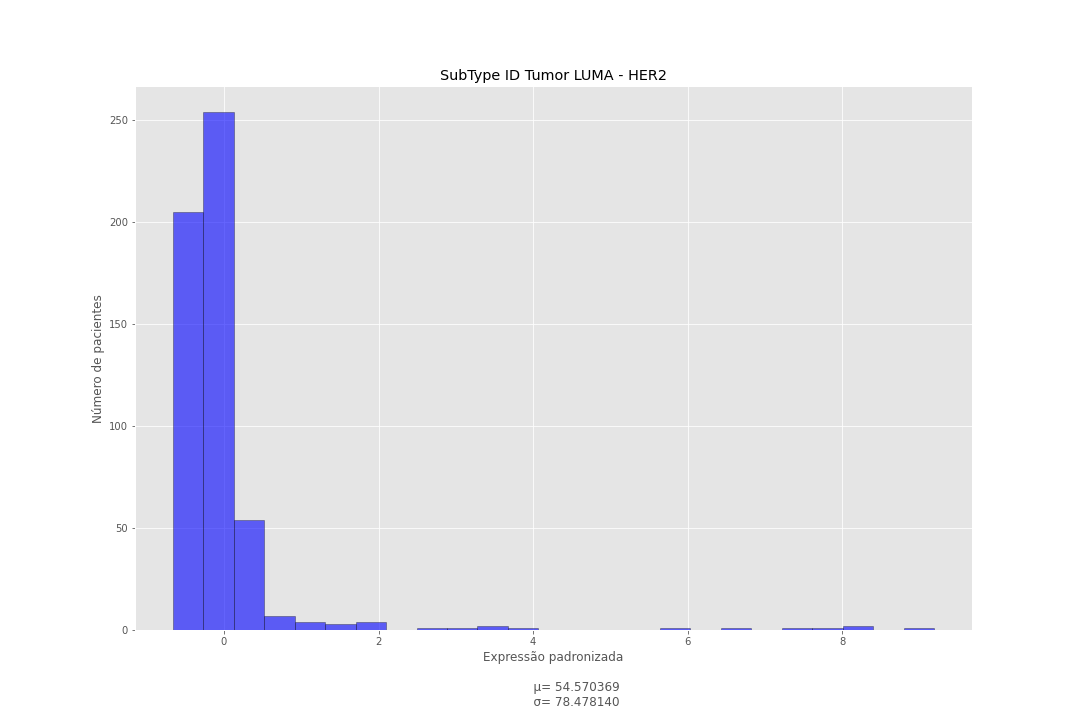 SubType ID Tumor LUMA - HER2
250
200
150
100
50
0
Número de pacientes
0 2 4 6 8
Expressão padronizada
μ= 54.570369
σ= 78.478140